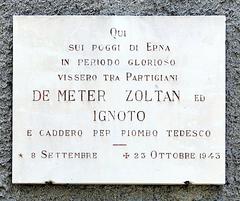 QUI
SUI POGGI DI ERNA
IN PERIODO GLORIOSO
VISSERO TRA PARTIGIANI
DE METER ZOLTAN ED
IGNOTO
E CADDERO PER PIOMBO TEDESCO
* 8 SETTEMBRE ✠ 23 OTTOBRE 1943